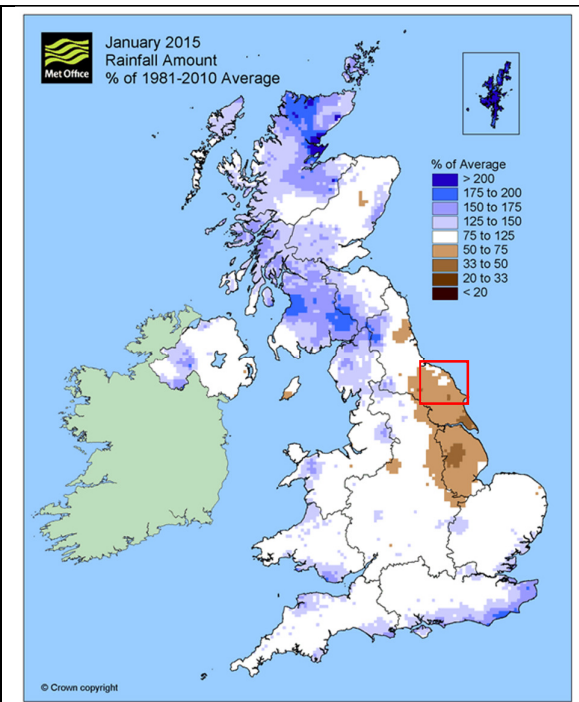 Met Office
January 2015
Rainfall Amount
% of 1981-2010 Average
% of Average
> 200
175 to 200
150 to 175
125 to 150
75 to 125
50 to 75
33 to 50
20 to 33
< 20
© Crown copyright